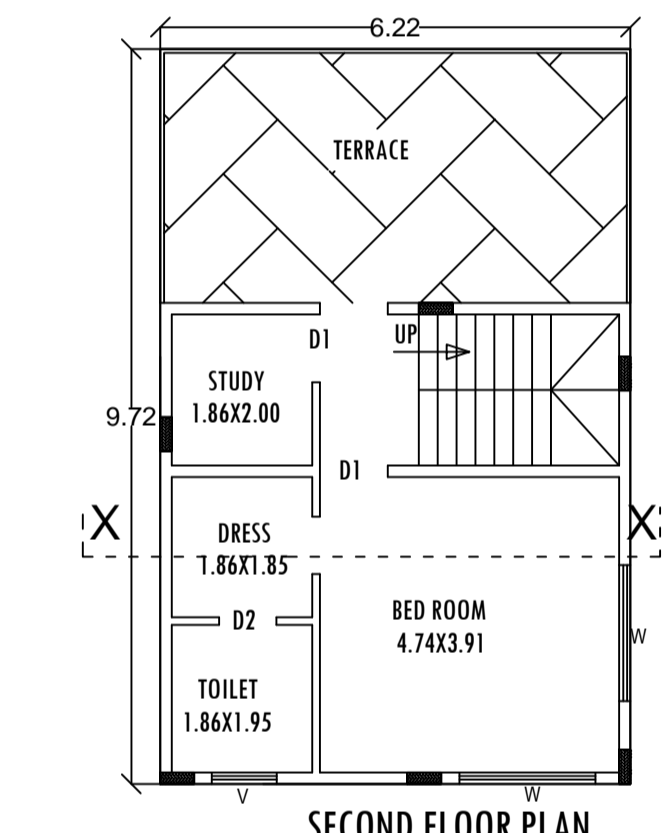 6.22
TERRACE
D1
UP
STUDY
1.86X2.00
9.72
D1
X
X
DRESS
1.86X1.85
D2
BED ROOM
4.74X3.91
W
TOILET
1.86X1.95
V
W
SECOND FLOOR PLAN